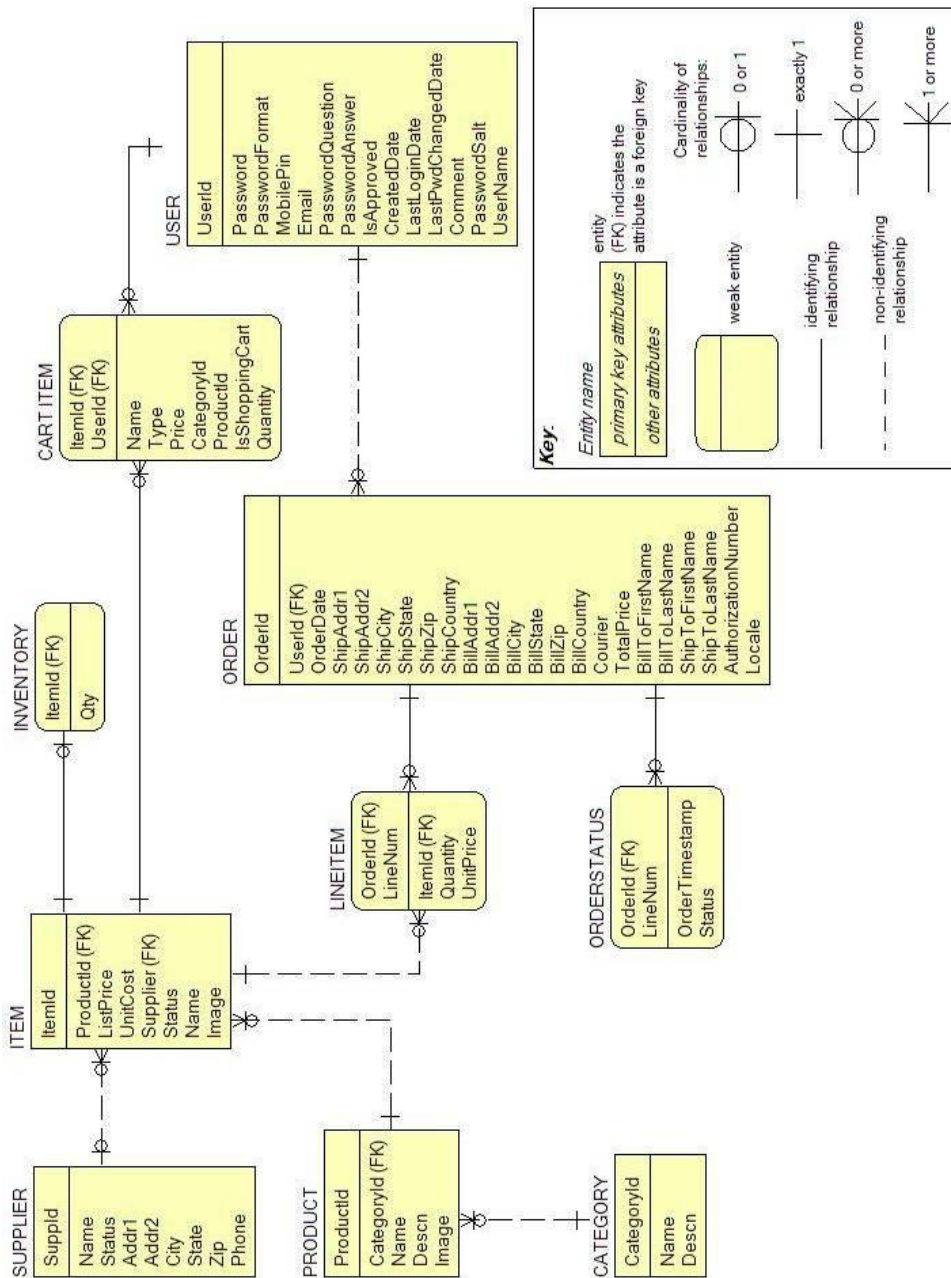 SUPPLIER
SuppId
Name
Status
Addr1
Addr2
City
State
Zip
Phone
ITEM
ItemId
ProductId (FK)
ListPrice
UnitCost
Supplier (FK)
Status
Name
Image
INVENTORY
ItemId (FK)
Qty
CART ITEM
ItemId (FK)
UserId (FK)
Name
Type
Price
CategoryId
ProductId
IsShoppingCart
Quantity
USER
UserId
Password
PasswordFormat
MobilePin
Email
PasswordQuestion
PasswordAnswer
IsApproved
CreatedDate
LastLoginDate
LastPwdChangedDate
Comment
PasswordSalt
UserName
PRODUCT
ProductId
CategoryId (FK)
Name
Descn
Image
LINEITEM
OrderId (FK)
LineNum
ItemId (FK)
Quantity
UnitPrice
ORDER
OrderId
UserId (FK)
OrderDate
ShipAddr1
ShipAddr2
ShipCity
ShipState
ShipZip
ShipCountry
BillAddr1
BillAddr2
BillCity
BillState
BillZip
BillCountry
Courier
TotalPrice
BillToFirstName
BillToLastName
ShipToFirstName
ShipToLastName
AuthorizationNumber
Locale
CATEGORY
CategoryId
Name
Descn
ORDERSTATUS
OrderId (FK)
LineNum
OrderTimestamp
Status
Key:
Entity name
primary key attributes
other attributes
entity
(FK) indicates the
attribute is a foreign key
weak entity
identifying
relationship
non-identifying
relationship
Cardinality of
relationships:
0 or 1
exactly 1
0 or more
1 or more